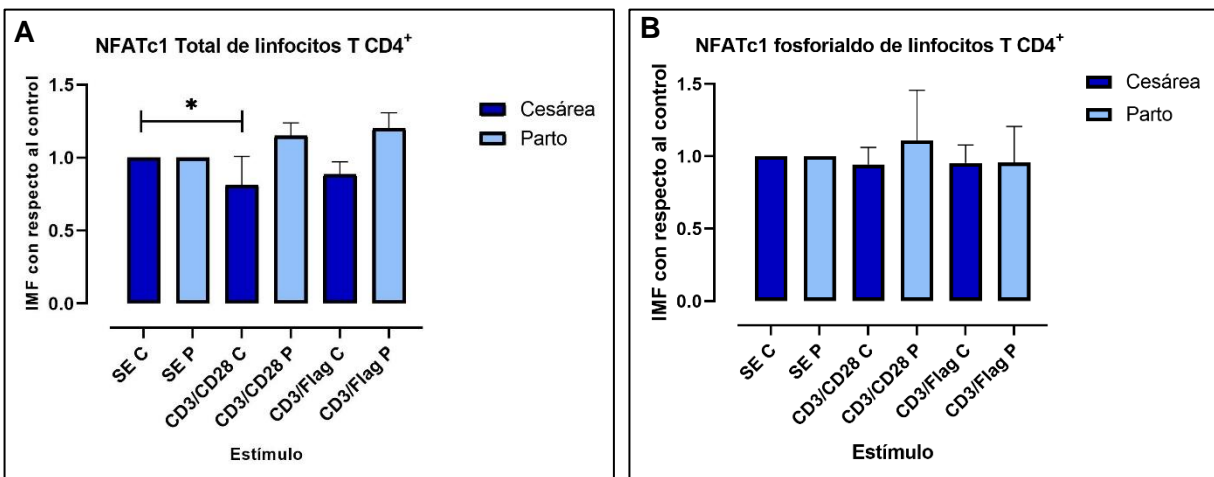 A
NFATc1 Total de linfocitos T CD4+
IMF con respecto al control
1.5
1.0
0.5
0.0
*
SE C
SE P
CD3/CD28 C
CD3/CD28 P
CD3/Flag C
CD3/Flag P
Estímulo
Cesárea
Parto
B
NFATc1 fosforialdo de linfocitos T CD4+
IMF con respecto al control
1.5
1.0
0.5
0.0
SE C
SE P
CD3/CD28 C
CD3/CD28 P
CD3/Flag C
CD3/Flag P
Estímulo
Cesárea
Parto